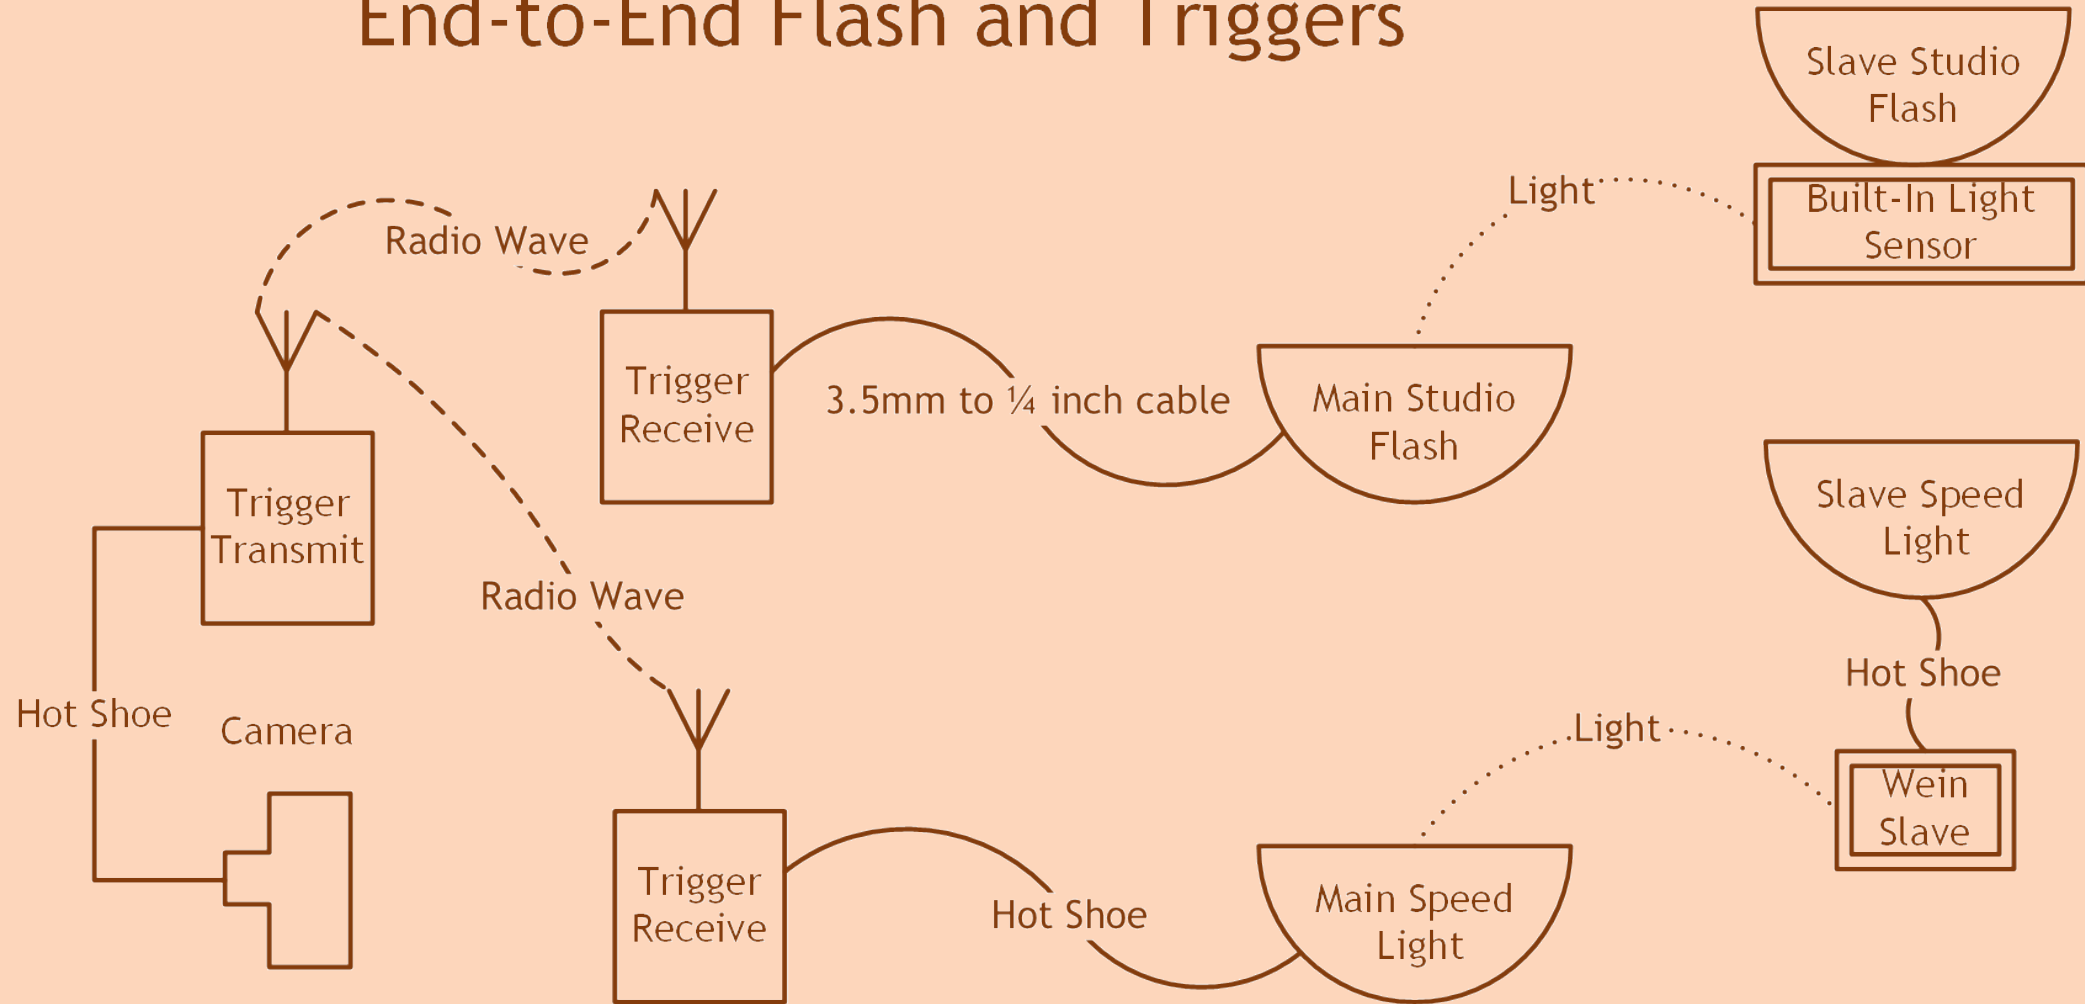 End-to-End Flash and Triggers
Slave Studio
Flash
Built-In Light
Sensor
Light
Radio Wave
Trigger
Receive
3.5mm to ¼ inch cable
Main Studio
Flash
Trigger
Transmit
Radio Wave
Slave Speed
Light
Hot Shoe
Hot Shoe
Camera
Light
Wein
Slave
Trigger
Receive
Hot Shoe
Main Speed
Light